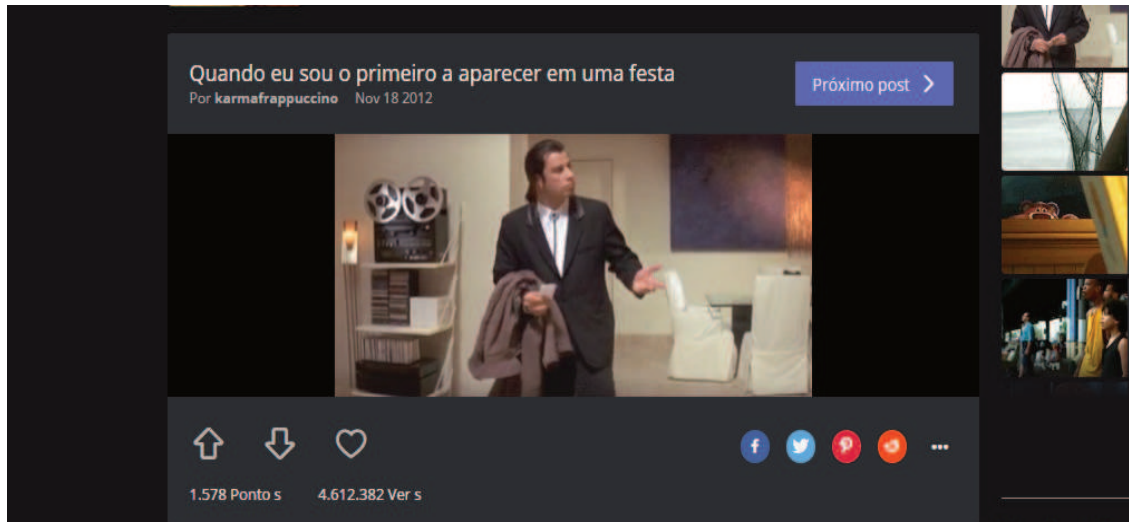 Quando eu sou o primeiro a aparecer em uma festa
Por karmafrappuccino Nov 18 2012
Próximo post
1.578 Ponto s 4.612.382 Ver s